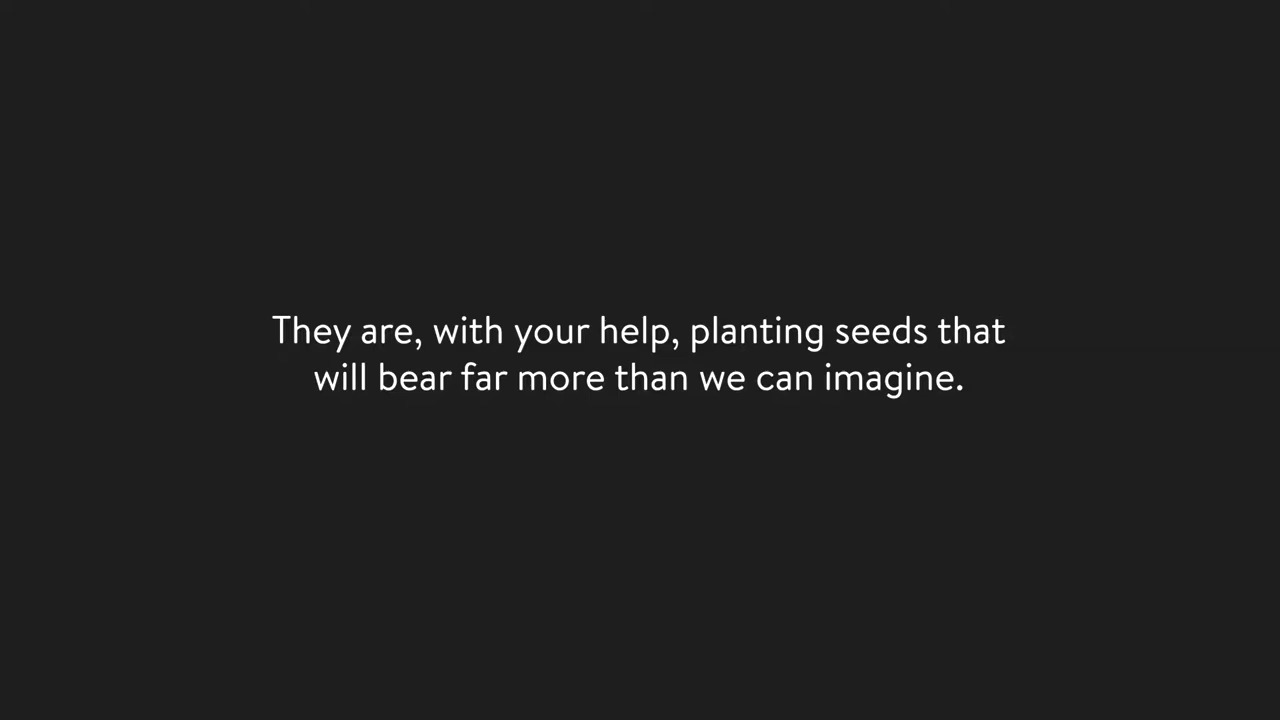 They are, with your help, planting seeds that
will bear far more than we can imagine.